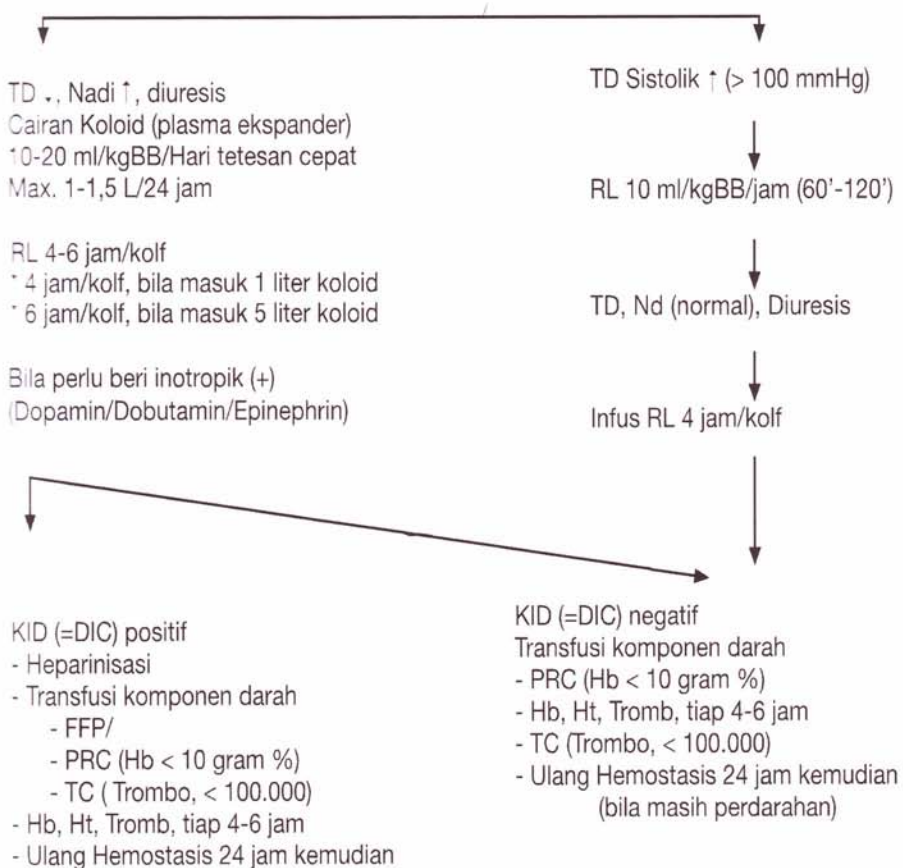 TD ↓, Nadi ↑, diuresis
Cairan Koloid (plasma ekspander)
10-20 ml/kgBB/Hari tetesan cepat
Max. 1-1,5 L/24 jam
RL 4-6 jam/kolf
* 4 jam/kolf, bila masuk 1 liter koloid
* 6 jam/kolf, bila masuk 5 liter koloid
Bila perlu beri inotropik (+)
(Dopamin/Dobutamin/Epinephrin)
TD Sistolik ↑ (> 100 mmHg)
RL 10 ml/kgBB/jam (60'-120')
TD, Nd (normal), Diuresis
Infus RL 4 jam/kolf
KID (=DIC) positif
- Heparinisasi
- Transfusi komponen darah
- FFP/
- PRC (Hb < 10 gram %)
- TC ( Trombo, < 100.000)
- Hb, Ht, Tromb, tiap 4-6 jam
- Ulang Hemostasis 24 jam kemudian
KID (=DIC) negatif
Transfusi komponen darah
- PRC (Hb < 10 gram %)
- Hb, Ht, Tromb, tiap 4-6 jam
- TC (Trombo, < 100.000)
- Ulang Hemostasis 24 jam kemudian
(bila masih perdarahan)